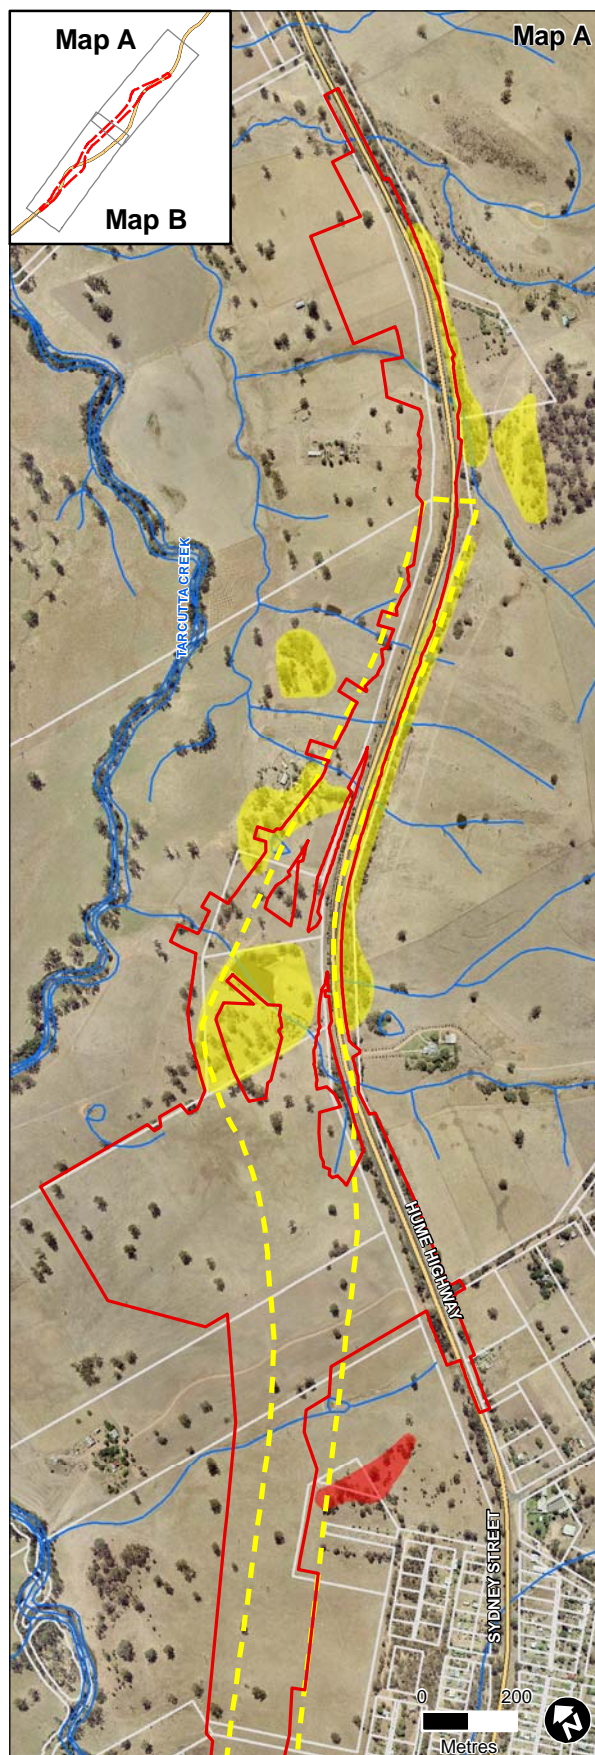 Map A
Map B
Map A
TARCUTTA CREEK
HUME HIGHWAY
SYDNEY STREET
0 200
Metres
N